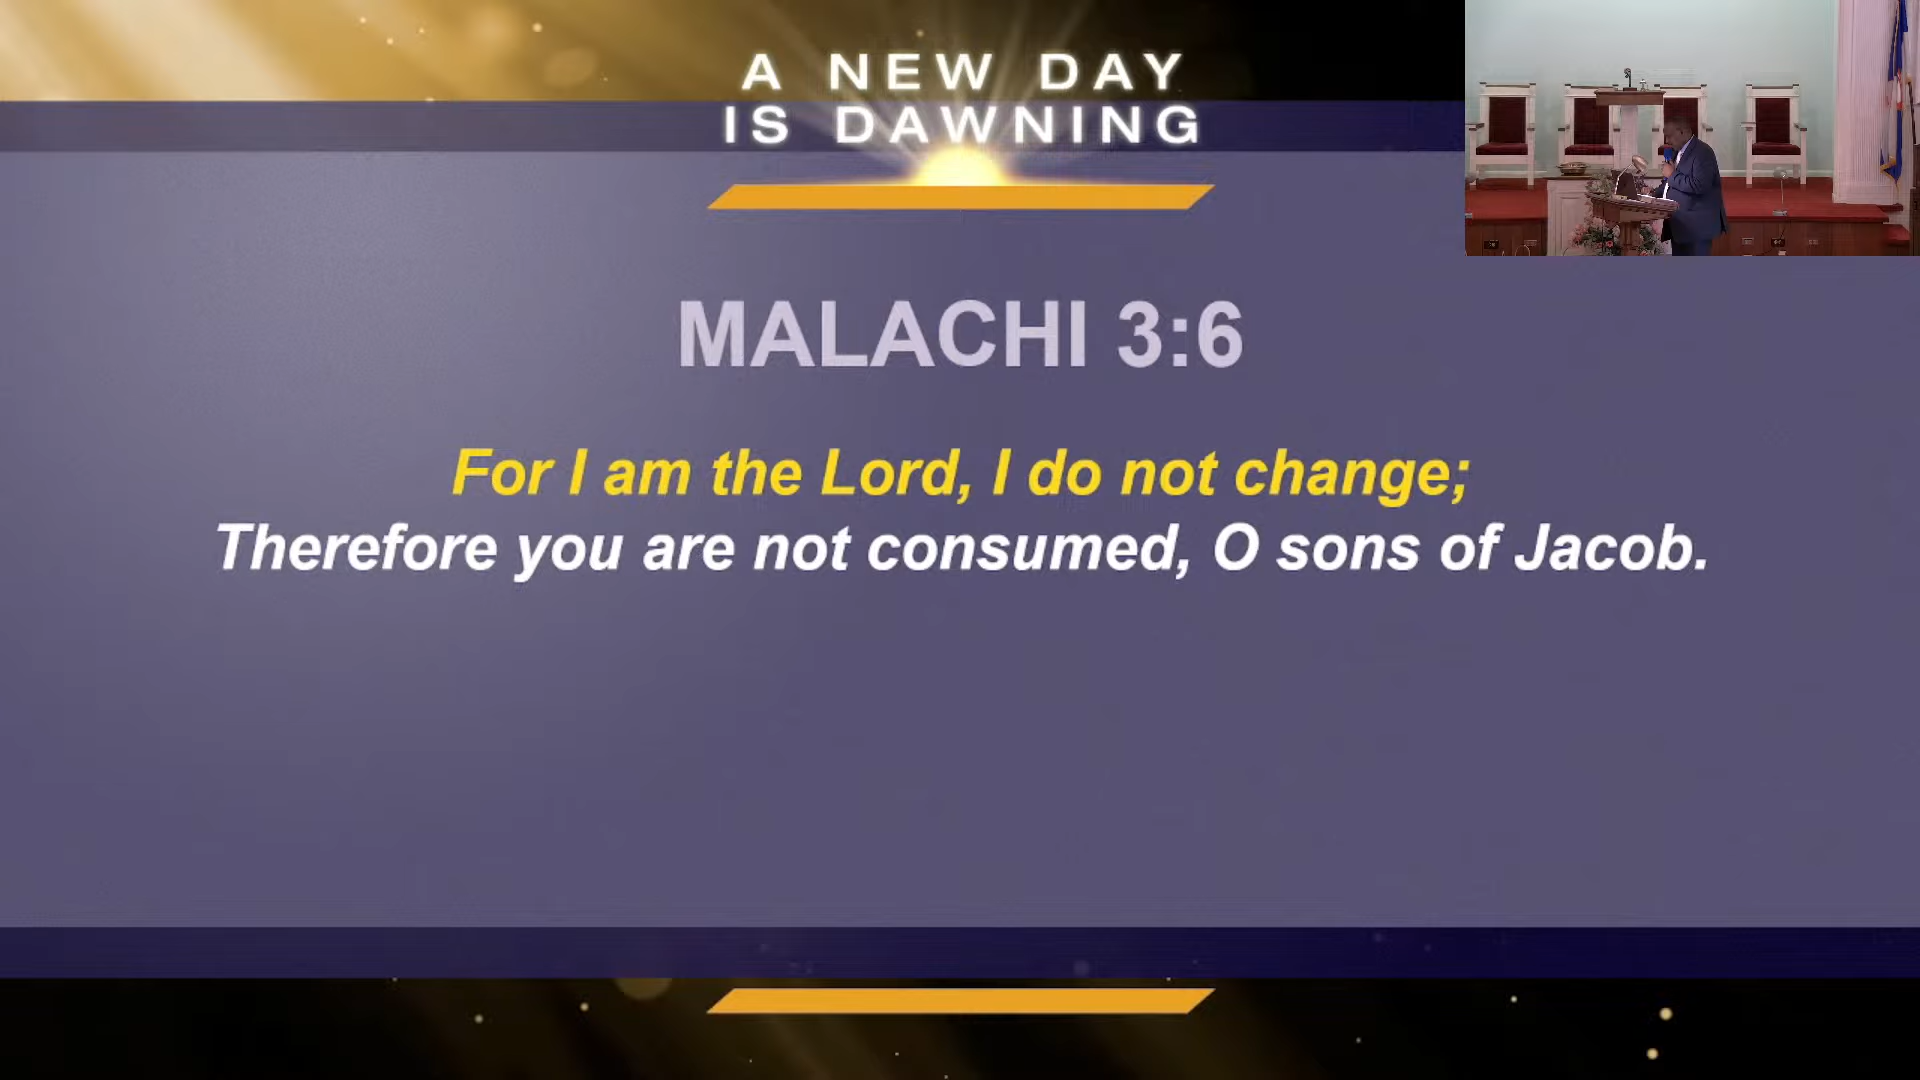 A NEW DAY
IS DAWNING
MALACHI 3:6
For I am the Lord, I do not change;
Therefore you are not consumed, O sons of Jacob.